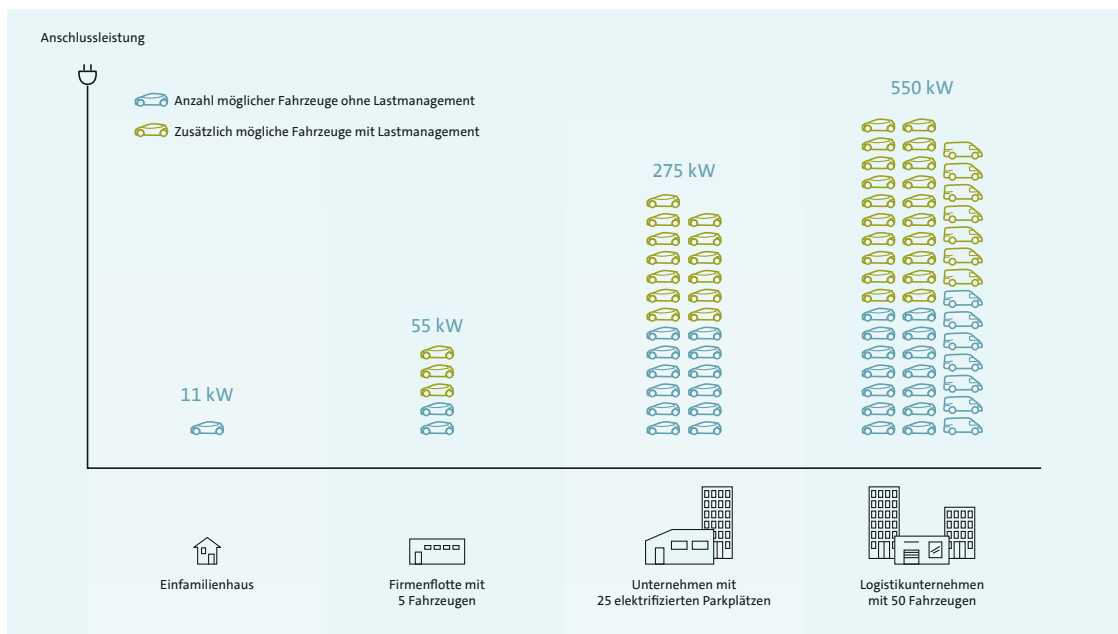 Anschlussleistung
Anzahl möglicher Fahrzeuge ohne Lastmanagement
Zusätzlich mögliche Fahrzeuge mit Lastmanagement
11 kW
55 kW
275 kW
550 kW
Einfamilienhaus
Firmenflotte mit
5 Fahrzeugen
Unternehmen mit
25 elektrifizierten Parkplätzen
Logistikunternehmen
mit 50 Fahrzeugen